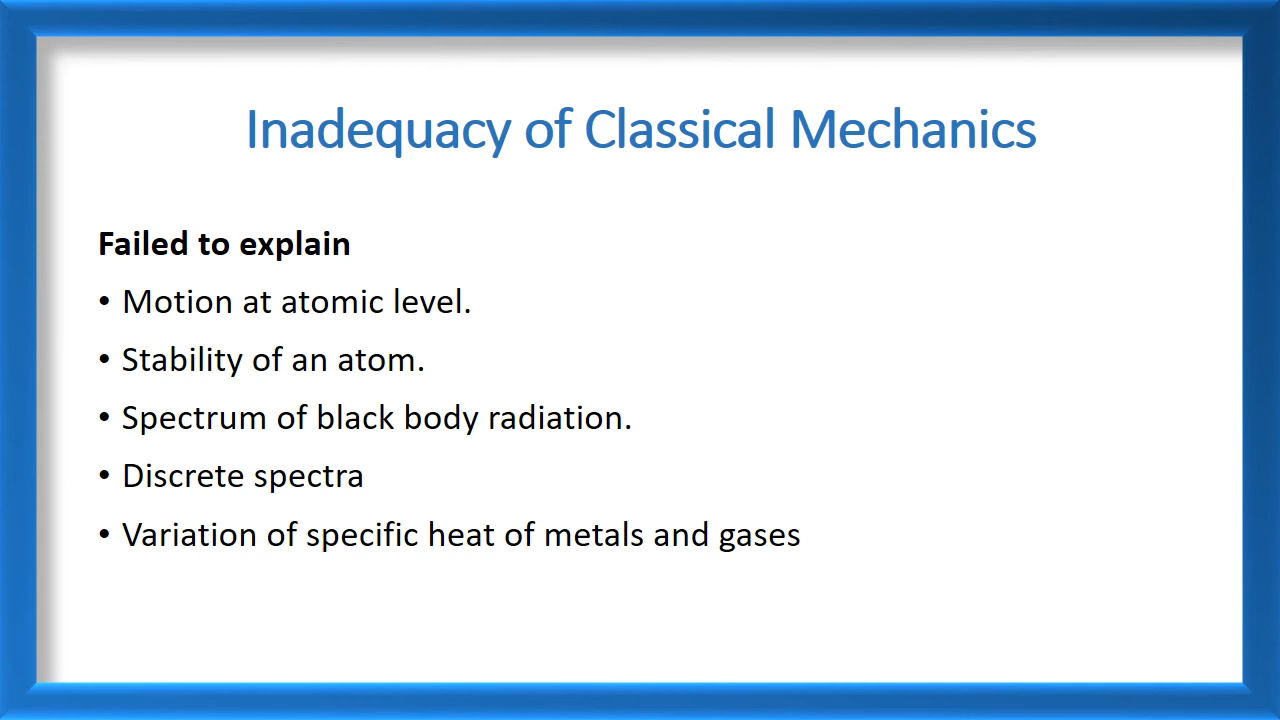 Inadequacy of Classical Mechanics
Failed to explain
• Motion at atomic level.
• Stability of an atom.
• Spectrum of black body radiation.
• Discrete spectra
• Variation of specific heat of metals and gases